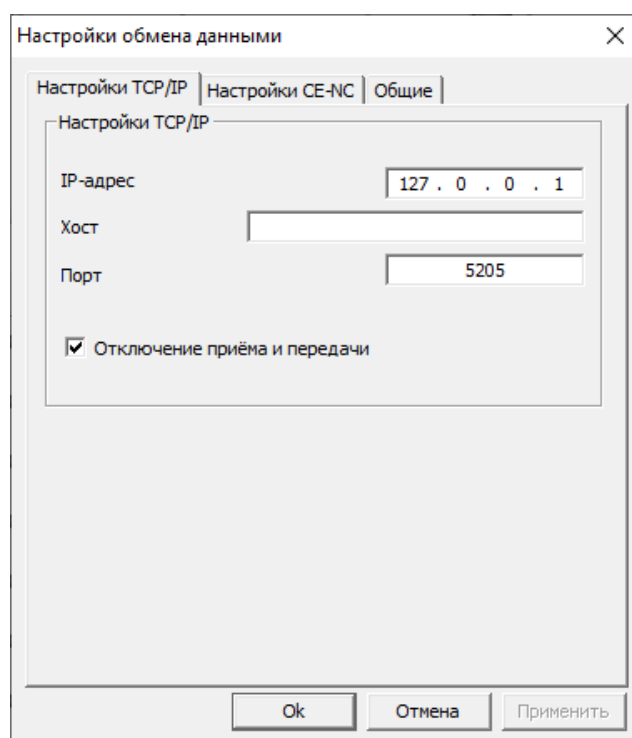 Настройки обмена данными
Настройки TCP/IP Настройки CE-NC Общие
Настройки TCP/IP
IP-адрес 127 . 0 . 0 . 1
Хост
Порт 5205
Отключение приёма и передачи
Ok Отмена Применить